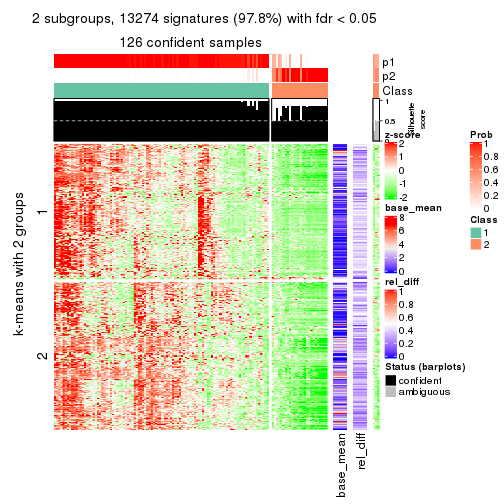 2 subgroups, 13274 signatures (97.8%) with fdr < 0.05
126 confident samples
p1
p2
Class
1
0.5
0
Silhouette
score
k-means with 2 groups
1
2
base_mean
rel_diff
z-score
2
1
0
-1
-2
base_mean
8
6
4
2
0
rel_diff
1
0.8
0.6
0.4
0.2
0
Status (barplots)
confident
ambiguous
Prob
1
0.8
0.6
0.4
0.2
0
Class
1
2